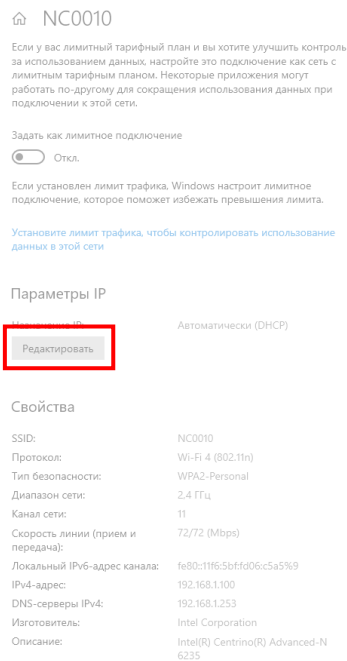 NC0010
Если у вас лимитный тарифный план и вы хотите улучшить контроль
за использованием данных, настройте это подключение как сеть с
лимитным тарифным планом. Некоторые приложения могут
работать по-другому для сокращения использования данных при
подключении к этой сети.
Задать как лимитное подключение
Откл.
Если установлен лимит трафика, Windows настроит лимитное
подключение, которое поможет избежать превышения лимита.
Установите лимит трафика, чтобы контролировать использование
данных в этой сети
Параметры IP
Назначение IP: Автоматически (DHCP)
Редактировать
Свойства
SSID: NC0010
Протокол: Wi-Fi 4 (802.11n)
Тип безопасности: WPA2-Personal
Диапазон сети: 2,4 ГГц
Канал сети: 11
Скорость линии (прием и 72/72 (Mbps)
передача):
Локальный IPv6-адрес канала: fe80::11f6:5bf:fd06:c5a5%9
IPv4-адрес: 192.168.1.100
DNS-серверы IPv4: 192.168.1.253
Изготовитель: Intel Corporation
Описание: Intel(R) Centrino(R) Advanced-N
6235